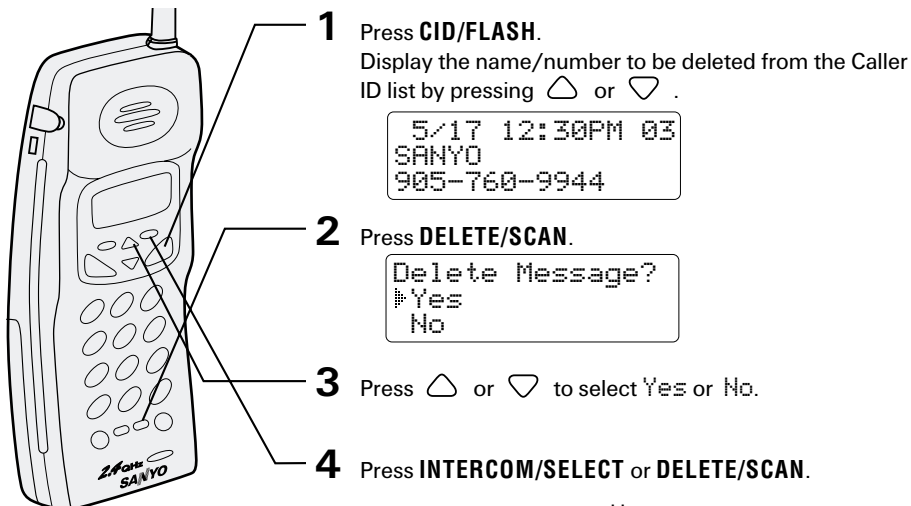 1 Press CID/FLASH.
Display the name/number to be deleted from the Caller
ID list by pressing △ or ▽ .
5/17 12:30PM 03
SANYO
905-760-9944
2 Press DELETE/SCAN.
Delete Message?
▶Yes
No
3 Press △ or ▽ to select Yes or No.
4 Press INTERCOM/SELECT or DELETE/SCAN.
2.4GHz
SANYO